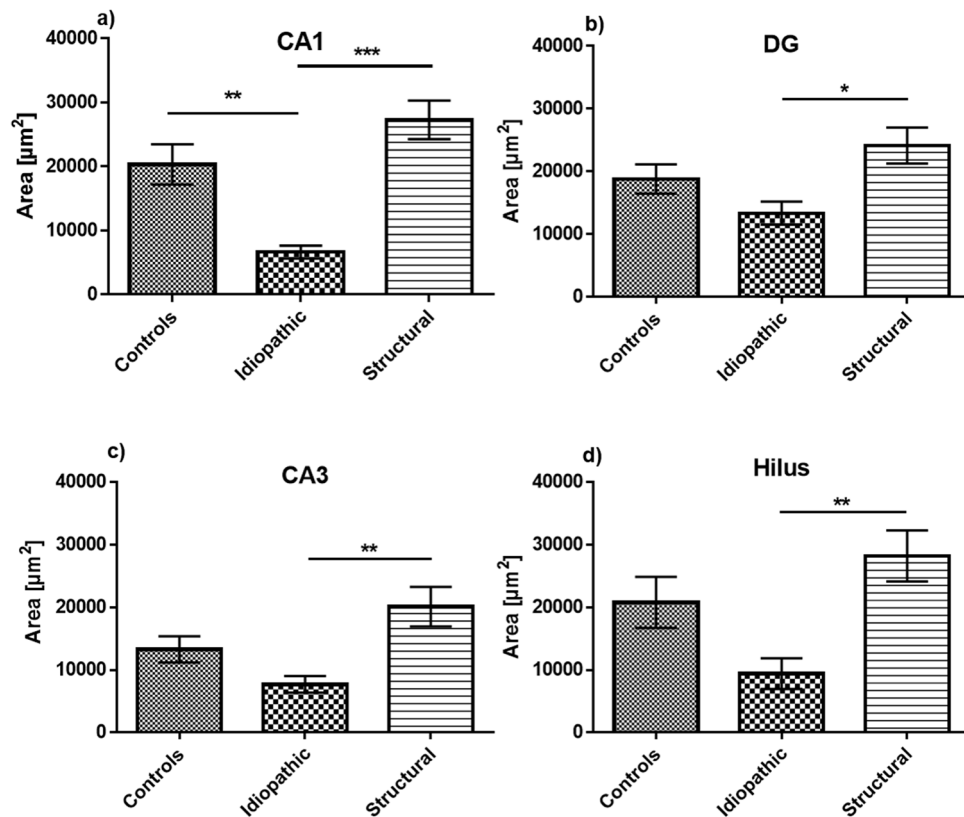 a)
CA1
Area [µm²]
40000
30000
20000
10000
0
**
***
Controls
Idiopathic
Structural
b)
DG
Area [µm²]
40000
30000
20000
10000
0
*
Controls
Idiopathic
Structural
c)
CA3
Area [µm²]
40000
30000
20000
10000
0
**
Controls
Idiopathic
Structural
d)
Hilus
Area [µm²]
40000
30000
20000
10000
0
**
Controls
Idiopathic
Structural